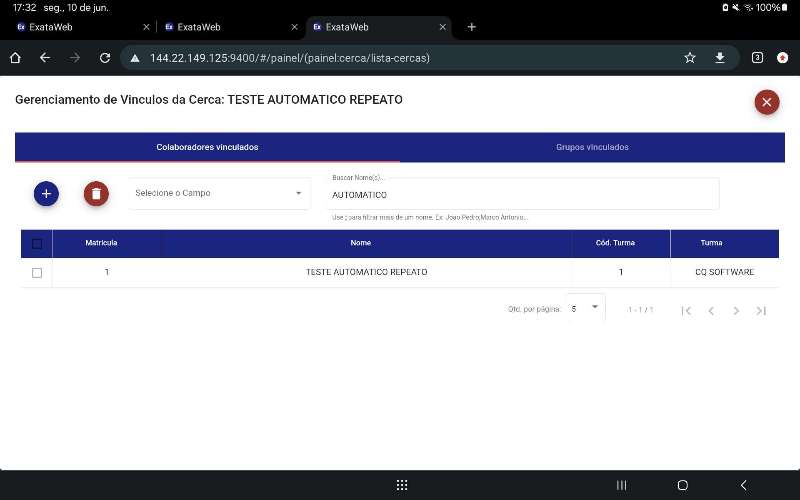 17:32 seg., 10 de jun.
100%
ExataWeb
ExataWeb
ExataWeb
144.22.149.125:9400/#/painel/(painel:cerca/lista-cercas)
3
Gerenciamento de Vinculos da Cerca: TESTE AUTOMATICO REPEATO
Colaboradores vinculados
Grupos vinculados
Selecione o Campo
Buscar Nome(s)...
AUTOMATICO
Use ; para filtrar mais de um nome. Ex: Joao Pedro;Marco Antonio...
Matricula Nome Cód. Turma Turma
1 TESTE AUTOMATICO REPEATO 1 CQ SOFTWARE
Qtd. por página: 5 1 - 1 / 1